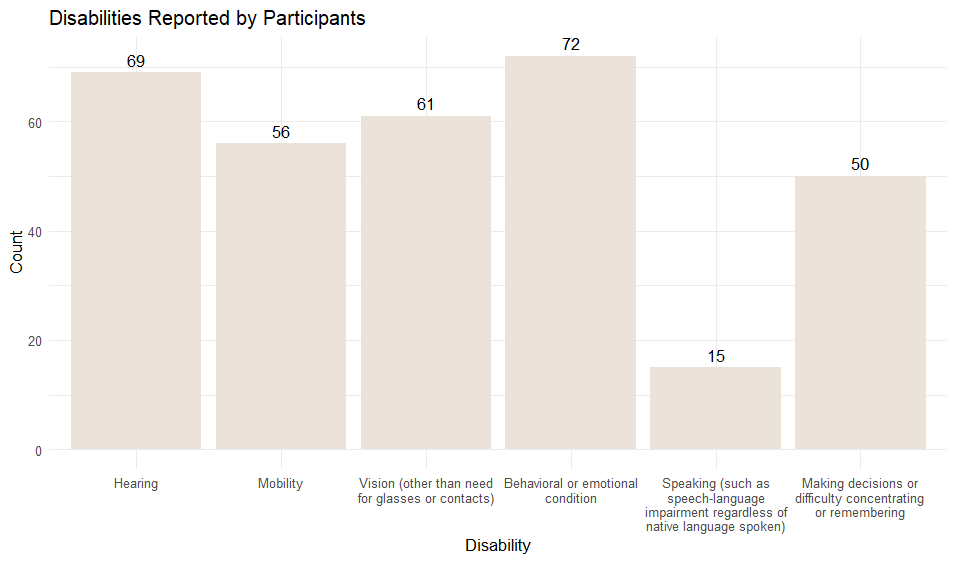 Disabilities Reported by Participants
72
69
61
56
50
15
60
40
20
0
Count
Hearing
Mobility
Vision (other than need
for glasses or contacts)
Behavioral or emotional
condition
Speaking (such as
speech-language
impairment regardless of
native language spoken)
Making decisions or
difficulty concentrating
or remembering
Disability